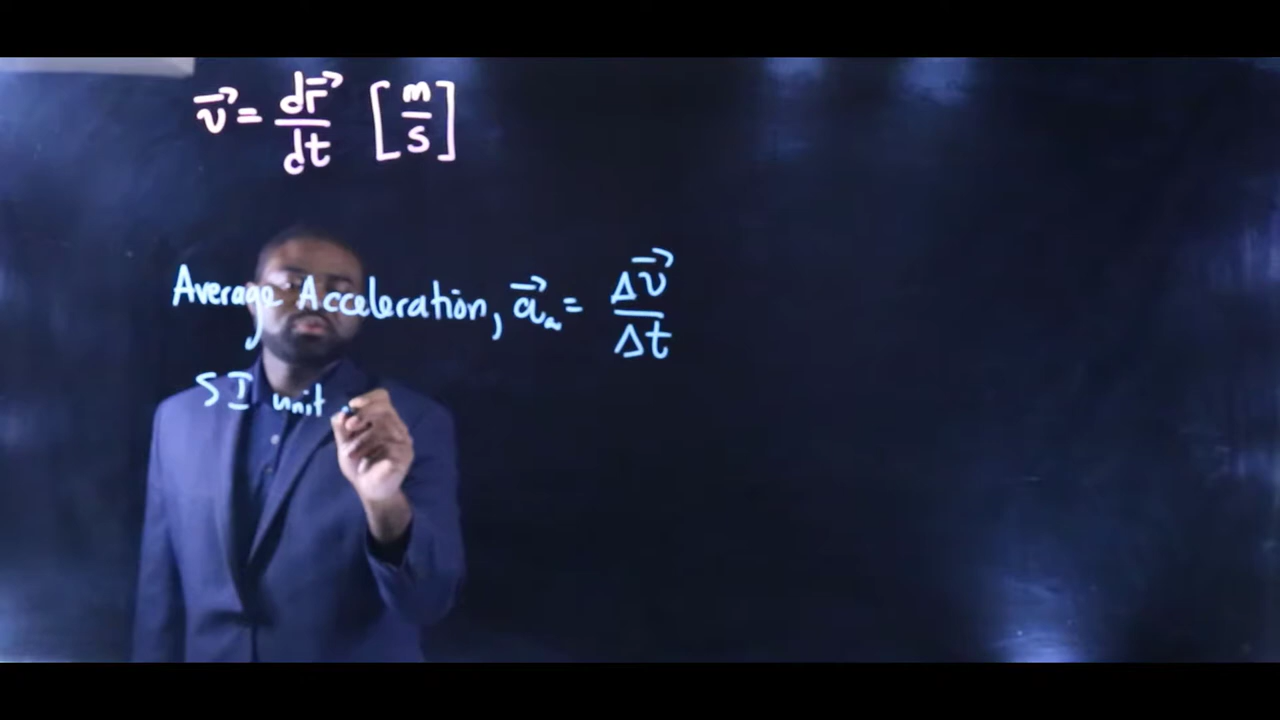 v⃗ = dr⃗/dt [m/s]
Average Acceleration, a⃗ₐ = Δv⃗/Δt
SI unit